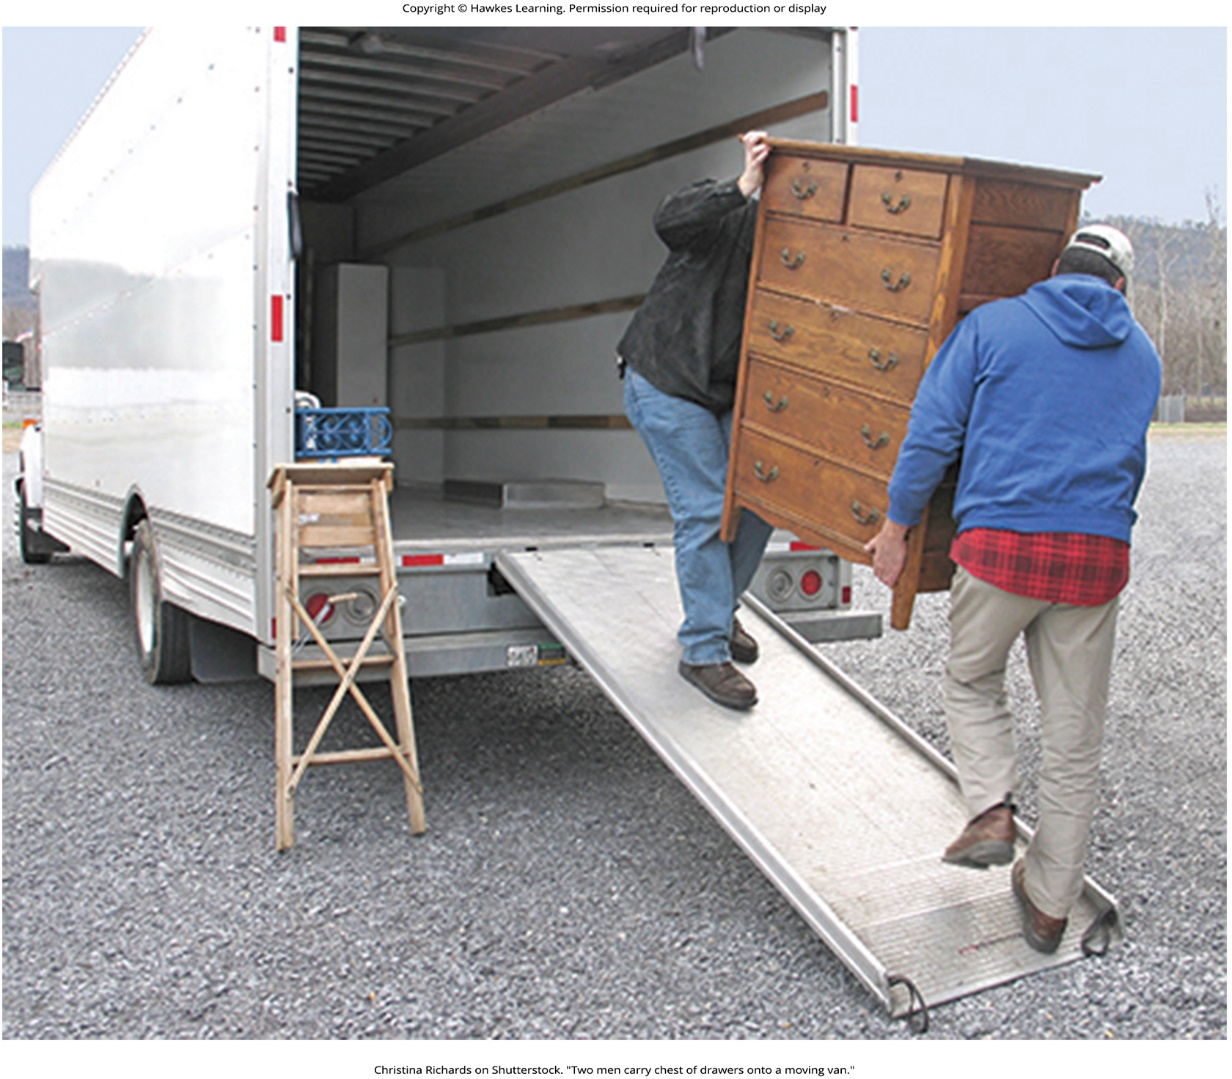 Copyright © Hawkes Learning. Permission required for reproduction or display
Christina Richards on Shutterstock. "Two men carry chest of drawers onto a moving van."